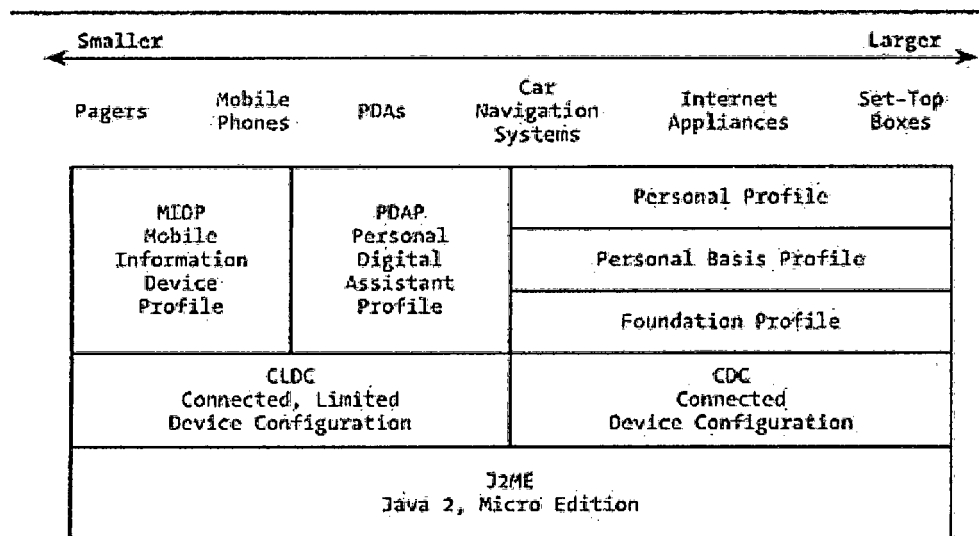 Smaller Larger
Pagers
Mobile
Phones
PDAs
Car
Navigation
Systems
Internet
Appliances
Set-Top
Boxes
MIDP
Mobile
Information
Device
Profile
PDAP
Personal
Digital
Assistant
Profile
Personal Profile
Personal Basis Profile
Foundation Profile
CLDC
Connected, Limited
Device Configuration
CDC
Connected
Device Configuration
J2ME
Java 2, Micro Edition